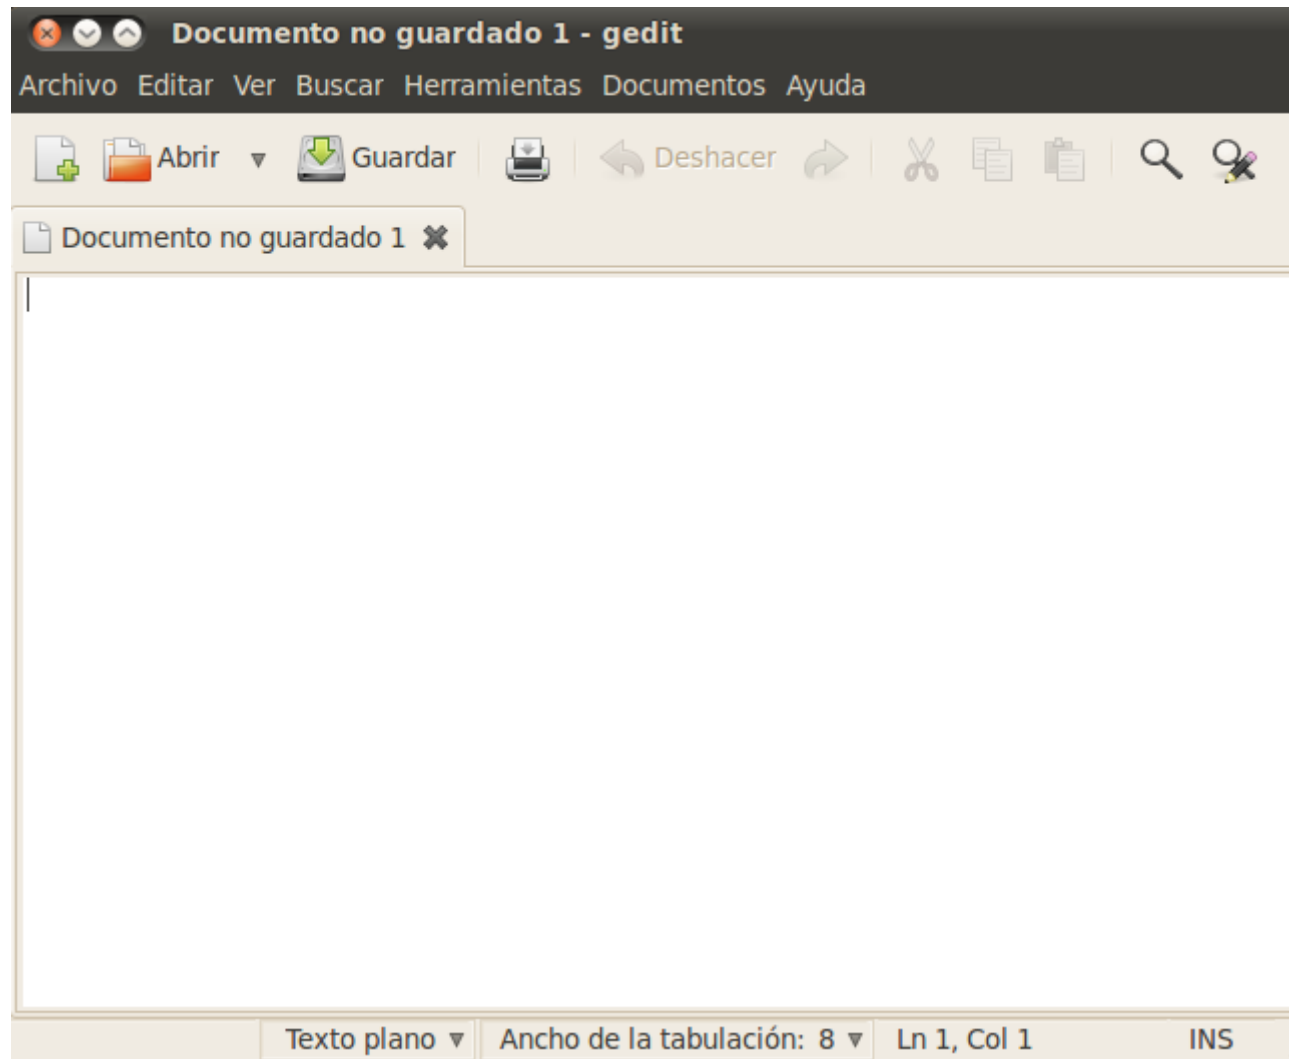 Documento no guardado 1 - gedit
Archivo Editar Ver Buscar Herramientas Documentos Ayuda
Abrir Guardar Deshacer
Documento no guardado 1
Texto plano Ancho de la tabulación: 8 Ln 1, Col 1 INS